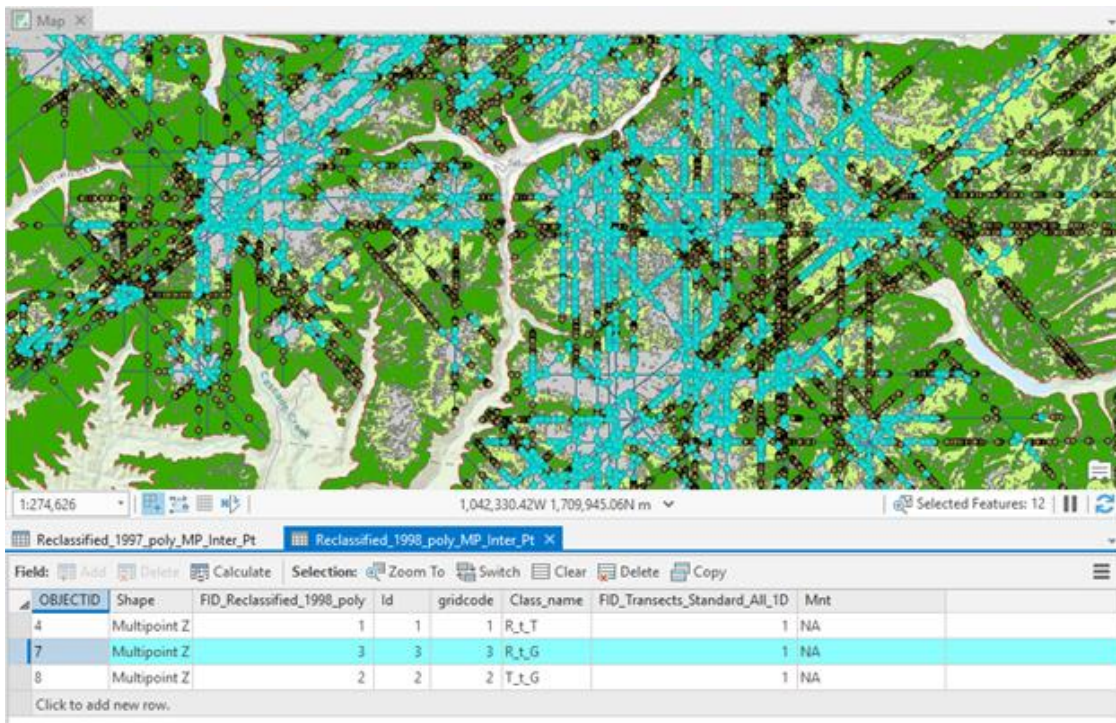 Map
1:274,626
1,042,330.42W 1,709,945.06N m
Selected Features: 12
Reclassified_1997_poly_MP_Inter_Pt
Reclassified_1998_poly_MP_Inter_Pt
Field: Add Delete Calculate Selection: Zoom To Switch Clear Delete Copy
OBJECTID Shape FID_Reclassified_1998_poly Id gridcode Class_name FID_Transects_Standard_All_1D Mnt
4 Multipoint Z 1 1 1 R_t_T 1 NA
7 Multipoint Z 3 3 3 R_t_G 1 NA
8 Multipoint Z 2 2 2 T_t_G 1 NA
Click to add new row.